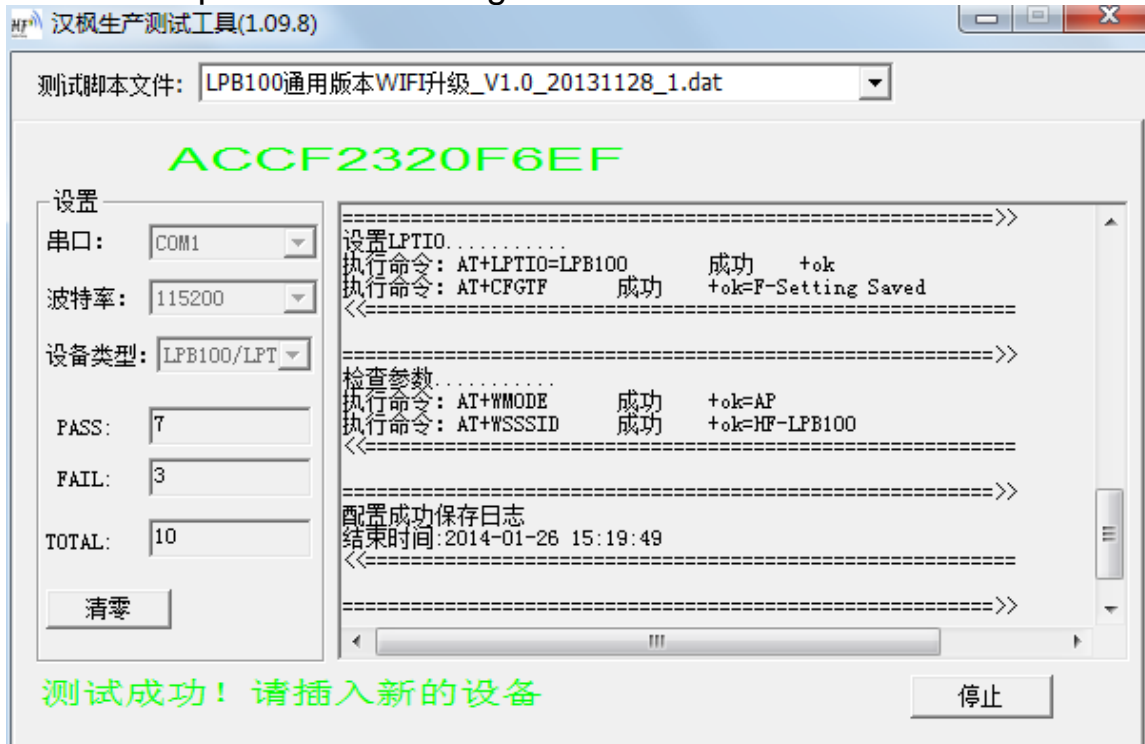 汉枫生产测试工具(1.09.8)
测试脚本文件: LPB100通用版本WIFI升级_V1.0_20131128_1.dat
ACCF2320F6EF
设置
串口: COM1
波特率: 115200
设备类型: LPB100/LPT
PASS: 7
FAIL: 3
TOTAL: 10
清零
=========================================================>>
设置LPTIO...........
执行命令: AT+LPTIO=LPB100 成功 +ok
执行命令: AT+CFGTF 成功 +ok=F-Setting Saved
<<=========================================================
=========================================================>>
检查参数...........
执行命令: AT+WMODE 成功 +ok=AP
执行命令: AT+WSSSID 成功 +ok=HF-LPB100
<<=========================================================
=========================================================>>
配置成功保存日志
结束时间:2014-01-26 15:19:49
<<=========================================================
=========================================================>>
测试成功! 请插入新的设备
停止